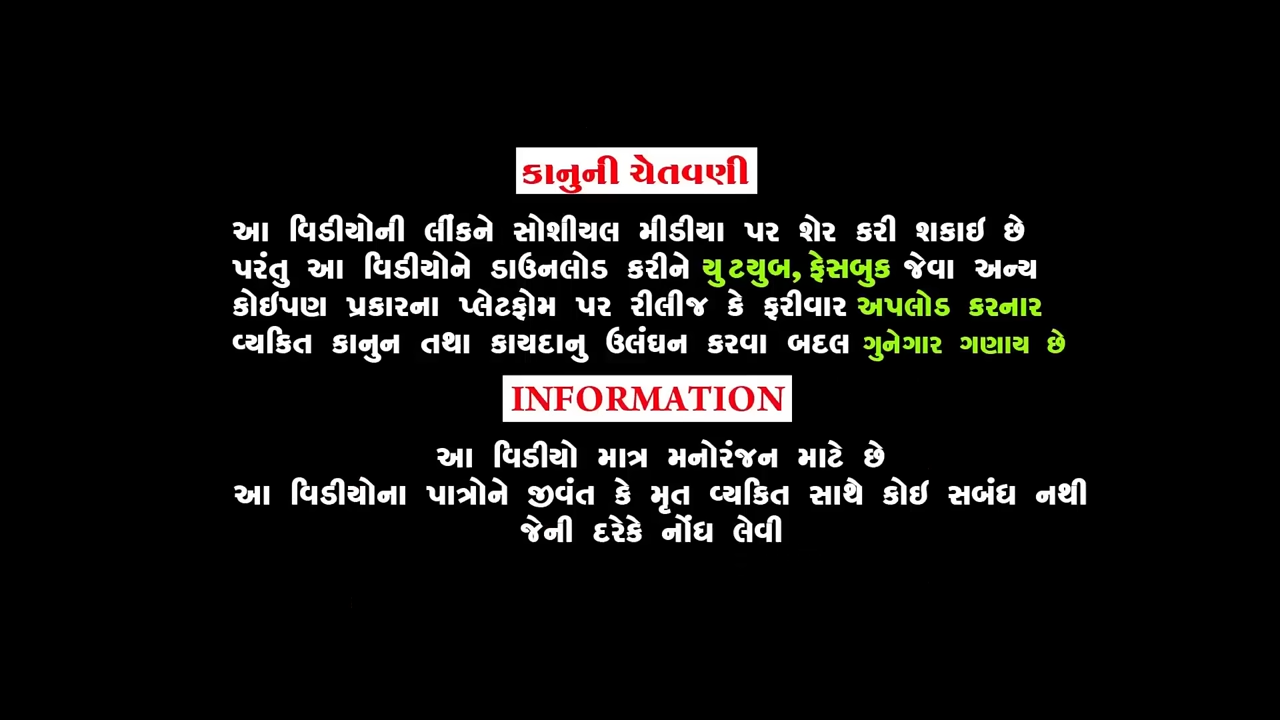 કાનુની ચેતવણી
આ વિડીયોની લીંકને સોશીયલ મીડીયા પર શેર કરી શકાઇ છે
પરંતુ આ વિડીયોને ડાઉનલોડ કરીને યુ ટયુબ, ફેસબુક જેવા અન્ય
કોઇપણ પ્રકારના પ્લેટફોમ પર રીલીજ કે ફરીવાર અપલોડ કરનાર
વ્યકિત કાનુન તથા કાયદાનુ ઉલંઘન કરવા બદલ ગુનેગાર ગણાય છે
INFORMATION
આ વિડીયો માત્ર મનોરંજન માટે છે
આ વિડીયોના પાત્રોને જીવંત કે મૃત વ્યકિત સાથે કોઇ સબંધ નથી
જેની દરેકે નોંધ લેવી